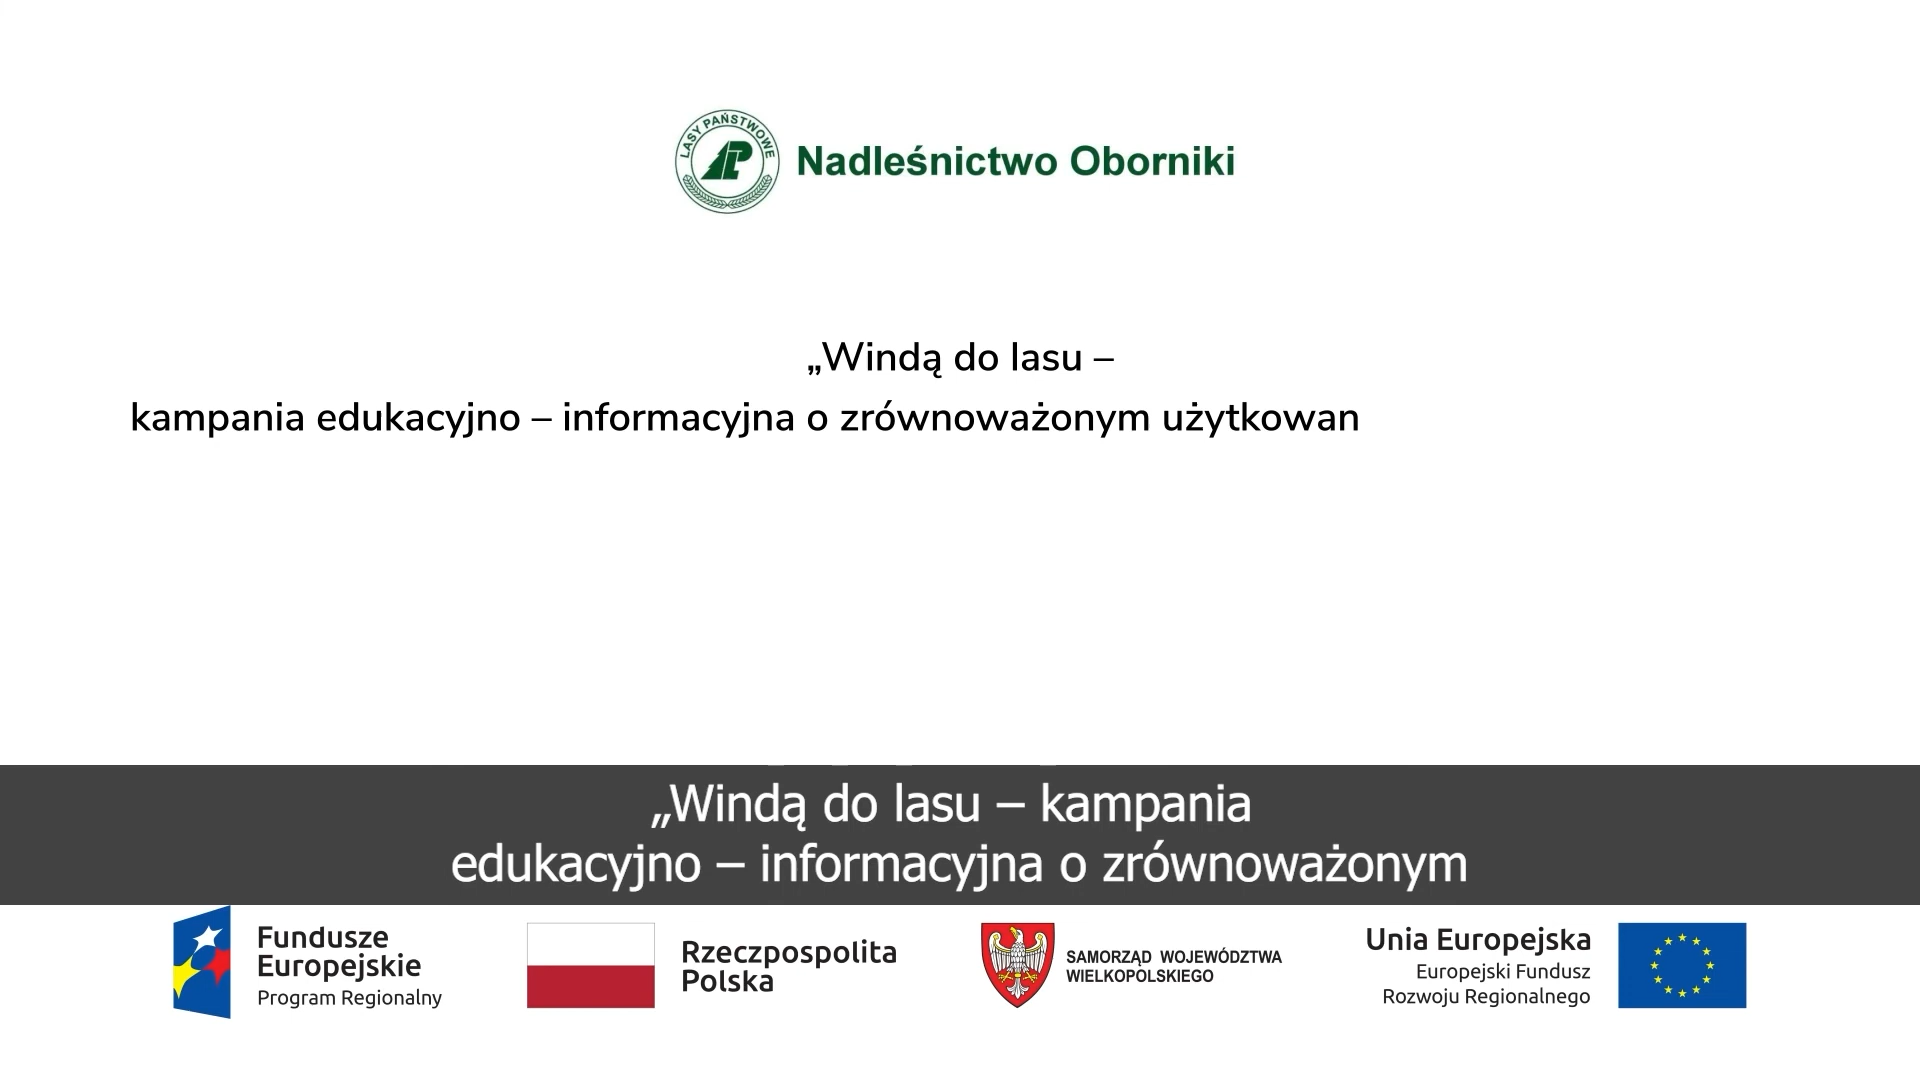 LASY PAŃSTWOWE
Nadleśnictwo Oborniki
„Windą do lasu –
kampania edukacyjno – informacyjna o zrównoważonym użytkowan
„Windą do lasu – kampania
edukacyjno – informacyjna o zrównoważonym
Fundusze
Europejskie
Program Regionalny
Rzeczpospolita
Polska
SAMORZĄD WOJEWÓDZTWA
WIELKOPOLSKIEGO
Unia Europejska
Europejski Fundusz
Rozwoju Regionalnego